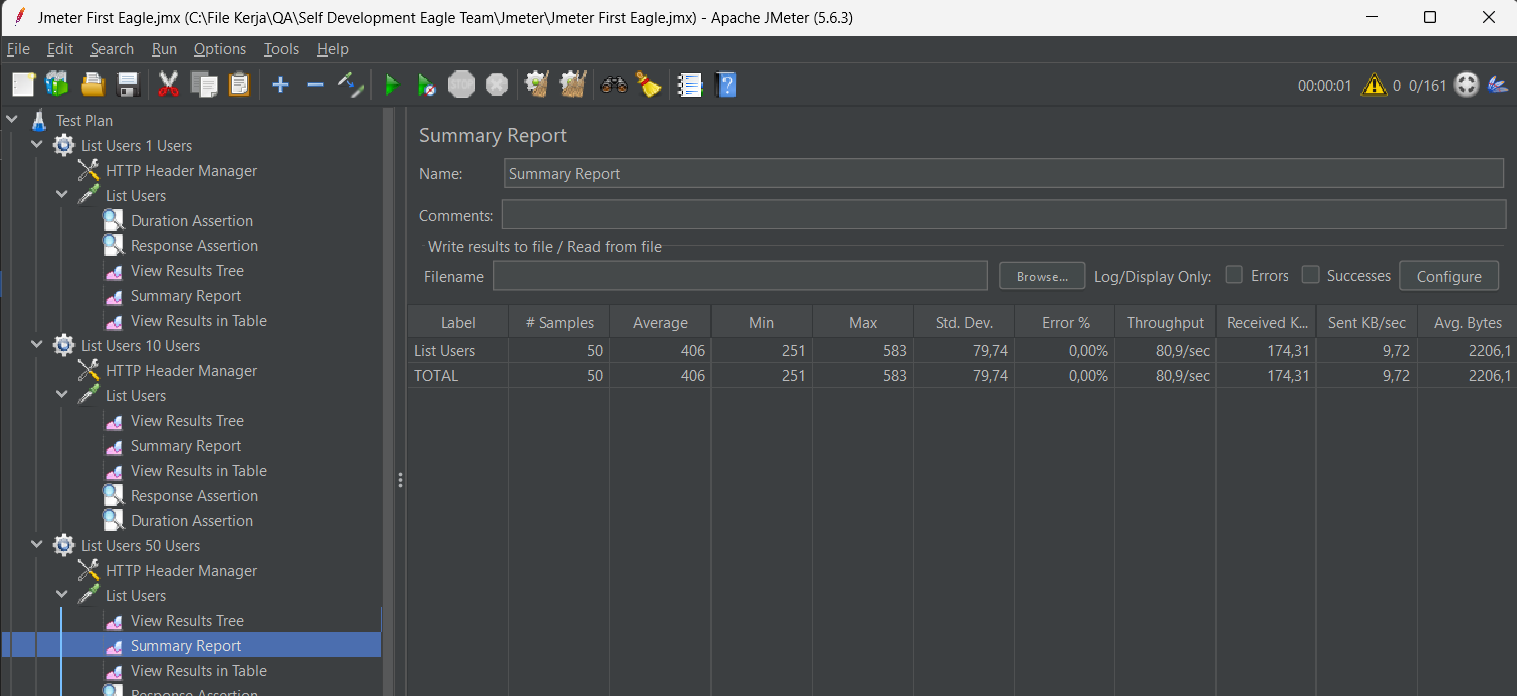 Jmeter First Eagle.jmx (C:\File Kerja\QA\Self Development Eagle Team\Jmeter\Jmeter First Eagle.jmx) - Apache JMeter (5.6.3)
File Edit Search Run Options Tools Help
STOP
00:00:01 0 0/161
Test Plan
List Users 1 Users
HTTP Header Manager
List Users
Duration Assertion
Response Assertion
View Results Tree
Summary Report
View Results in Table
List Users 10 Users
HTTP Header Manager
List Users
View Results Tree
Summary Report
View Results in Table
Response Assertion
Duration Assertion
List Users 50 Users
HTTP Header Manager
List Users
View Results Tree
Summary Report
View Results in Table
Response Assertion
Summary Report
Name: Summary Report
Comments:
Write results to file / Read from file
Filename Browse... Log/Display Only: Errors Successes Configure
Label # Samples Average Min Max Std. Dev. Error % Throughput Received K... Sent KB/sec Avg. Bytes
List Users 50 406 251 583 79,74 0,00% 80,9/sec 174,31 9,72 2206,1
TOTAL 50 406 251 583 79,74 0,00% 80,9/sec 174,31 9,72 2206,1